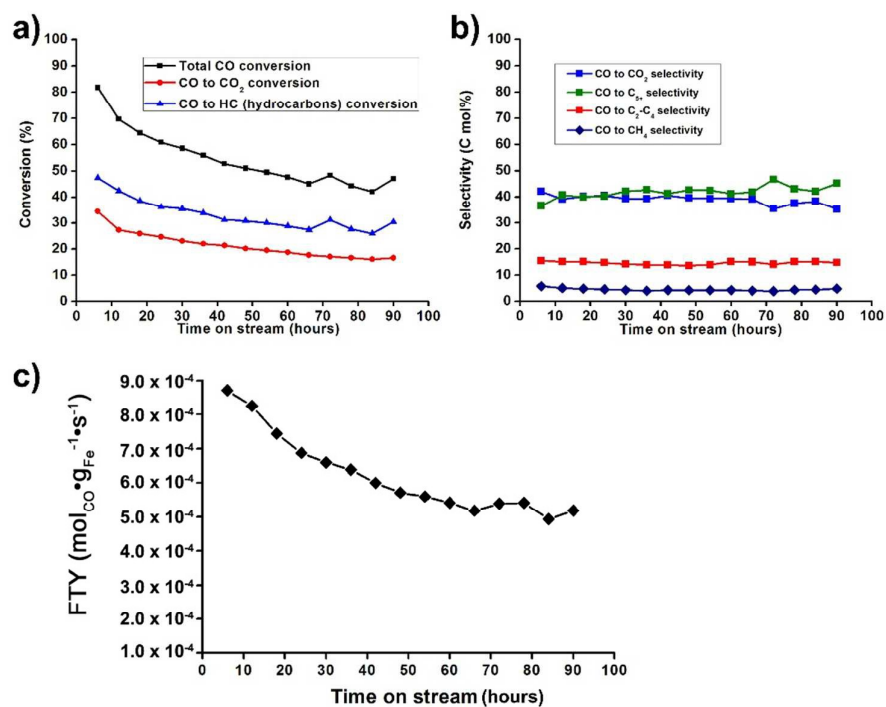 a)
Total CO conversion
CO to CO₂ conversion
CO to HC (hydrocarbons) conversion
Conversion (%)
100
90
80
70
60
50
40
30
20
10
0
0 10 20 30 40 50 60 70 80 90 100
Time on stream (hours)
b)
CO to CO₂ selectivity
CO to C₅₊ selectivity
CO to C₂-C₄ selectivity
CO to CH₄ selectivity
Selectivity (C mol%)
100
90
80
70
60
50
40
30
20
10
0
0 10 20 30 40 50 60 70 80 90 100
Time on stream (hours)
c)
FTY (mol_CO•g_Fe⁻¹•s⁻¹)
9.0 x 10⁻⁴
8.0 x 10⁻⁴
7.0 x 10⁻⁴
6.0 x 10⁻⁴
5.0 x 10⁻⁴
4.0 x 10⁻⁴
3.0 x 10⁻⁴
2.0 x 10⁻⁴
1.0 x 10⁻⁴
0 10 20 30 40 50 60 70 80 90 100
Time on stream (hours)